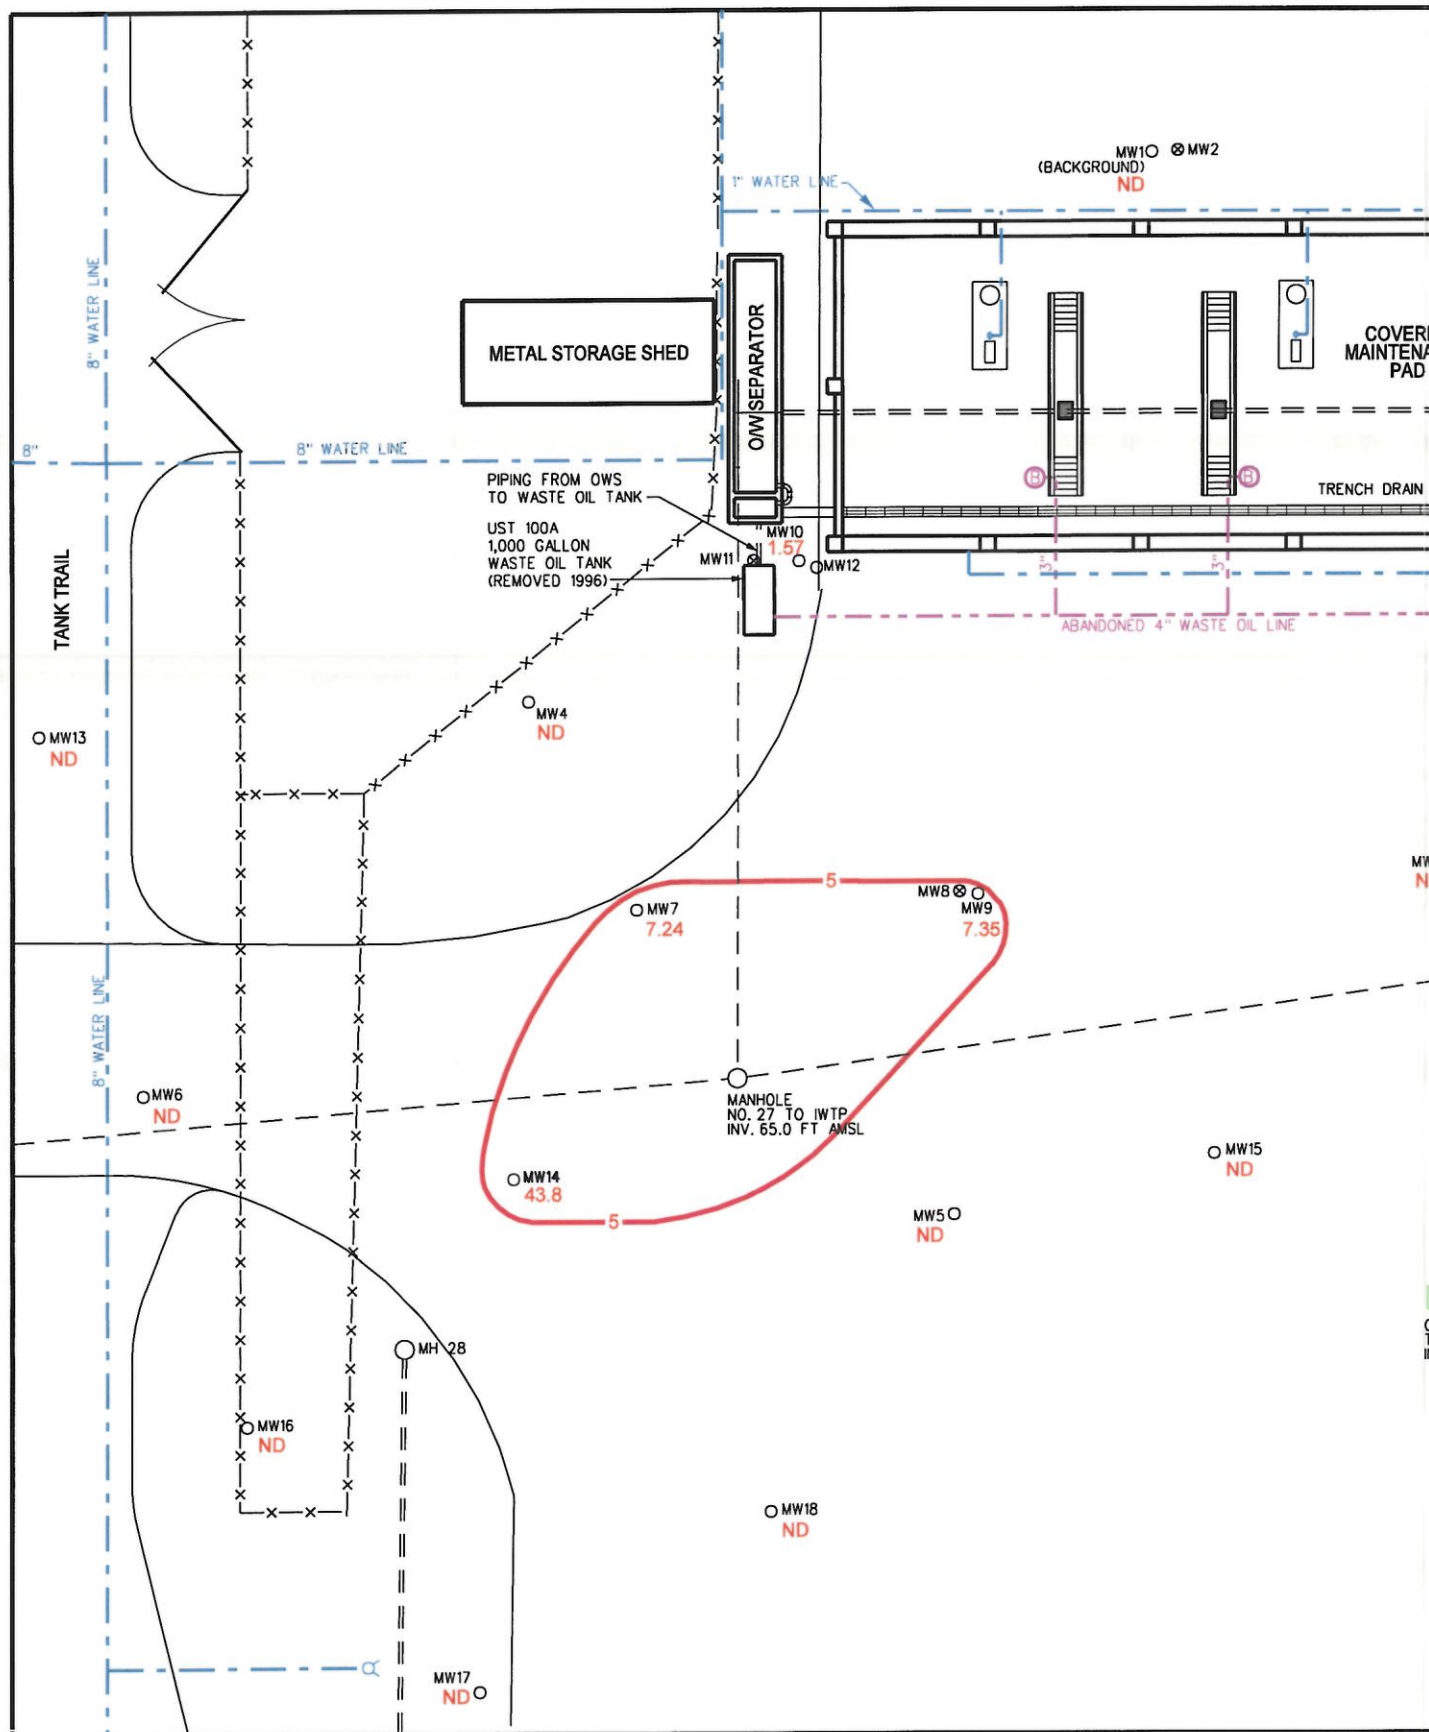 MW1
MW2
(BACKGROUND)
ND
1" WATER LINE
8" WATER LINE
METAL STORAGE SHED
O/W SEPARATOR
PAD
8"
8" WATER LINE
B
B
PIPING FROM OWS
TO WASTE OIL TANK
TRENCH DRAIN
UST 100A
1,000 GALLON
WASTE OIL TANK
(REMOVED 1996)
MW10
1.57
MW11
MW12
3"
3"
TANK TRAIL
ABANDONED 4" WASTE OIL LINE
MW4
ND
MW13
ND
5
MW8
MW9
7.35
MW7
7.24
8" WATER LINE
MW6
ND
MANHOLE
NO. 27 TO IWTP
INV. 65.0 FT AMSL
MW15
ND
MW14
43.8
MW5
ND
5
MH 28
MW16
ND
MW18
ND
MW17
ND